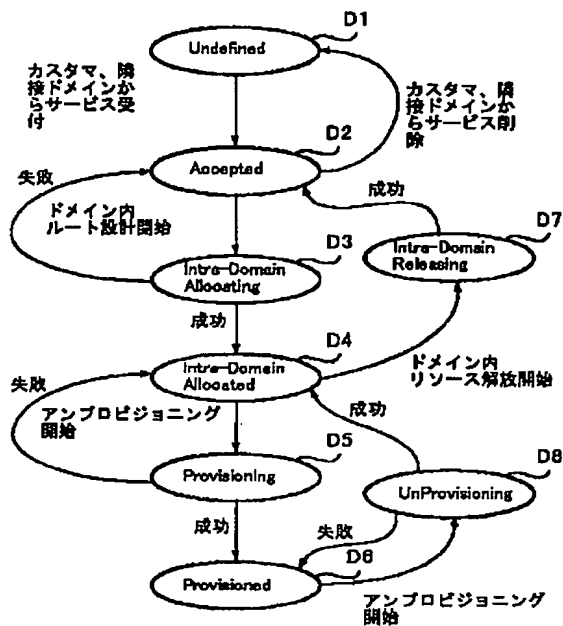 D1
Undefined
カスタマ、隣
接ドメインか
らサービス受
付
カスタマ、隣
接ドメインか
らサービス削
除
D2
Accepted
失敗
成功
ドメイン内
ルート設計開始
D3
D7
Intra-Domain
Allocating
Intra-Domain
Releasing
成功
D4
Intra-Domain
Allocated
ドメイン内
リソース解放開始
失敗
アンプロビジョニング
開始
成功
D5
Provisioning
D8
UnProvisioning
成功
失敗
D6
Provisioned
アンプロビジョニング
開始